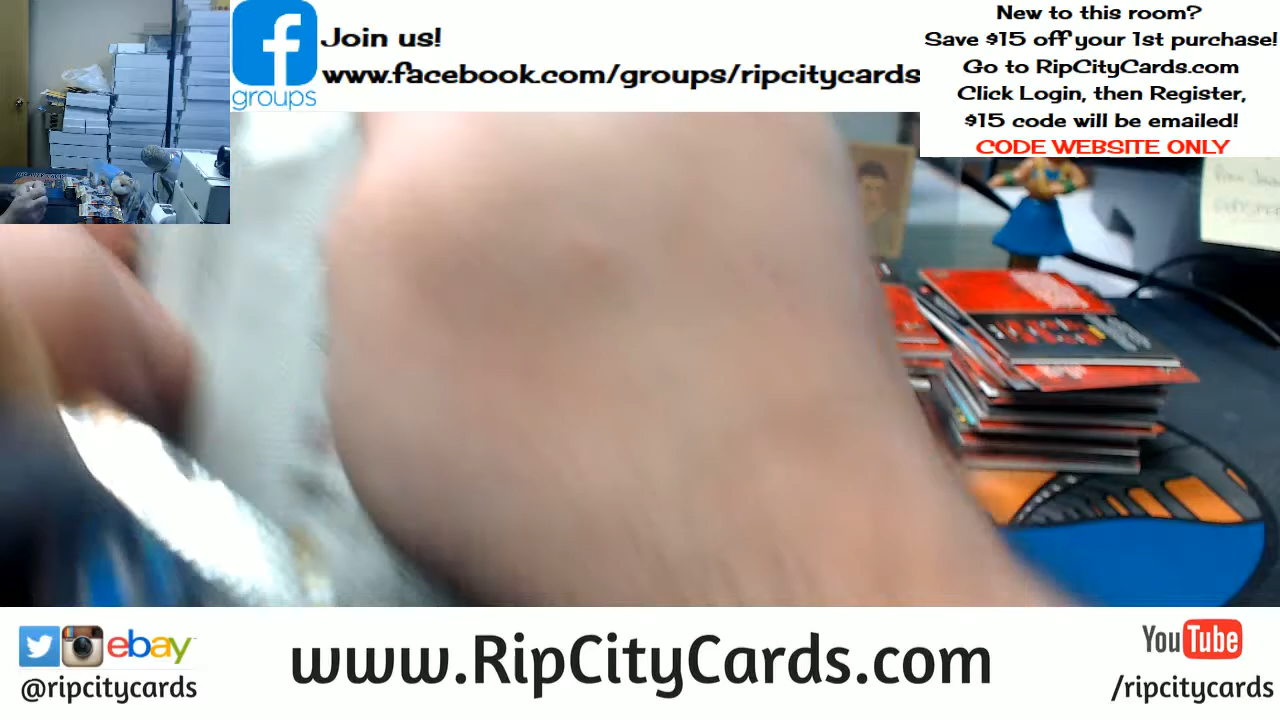 Join us!
www.facebook.com/groups/ripcitycards
groups
New to this room?
Save $15 off your 1st purchase!
Go to RipCityCards.com
Click Login, then Register,
$15 code will be emailed!
CODE WEBSITE ONLY
ebay
@ripcitycards
www.RipCityCards.com
YouTube
/ripcitycards